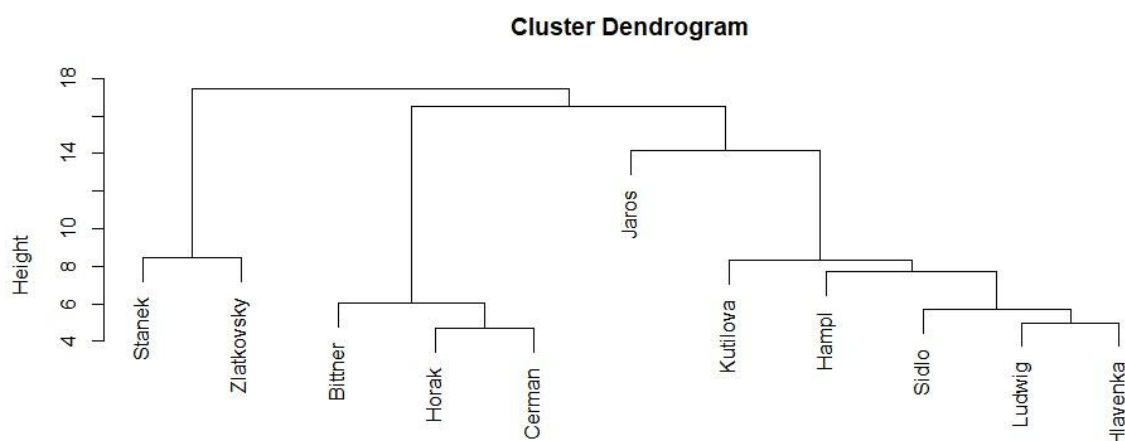 Cluster Dendrogram
Height
18
14
10
8
6
4
Stanek
Zlatkovsky
Bittner
Horak
Cerman
Jaros
Kutilova
Hampl
Sidlo
Ludwig
Hlavenka